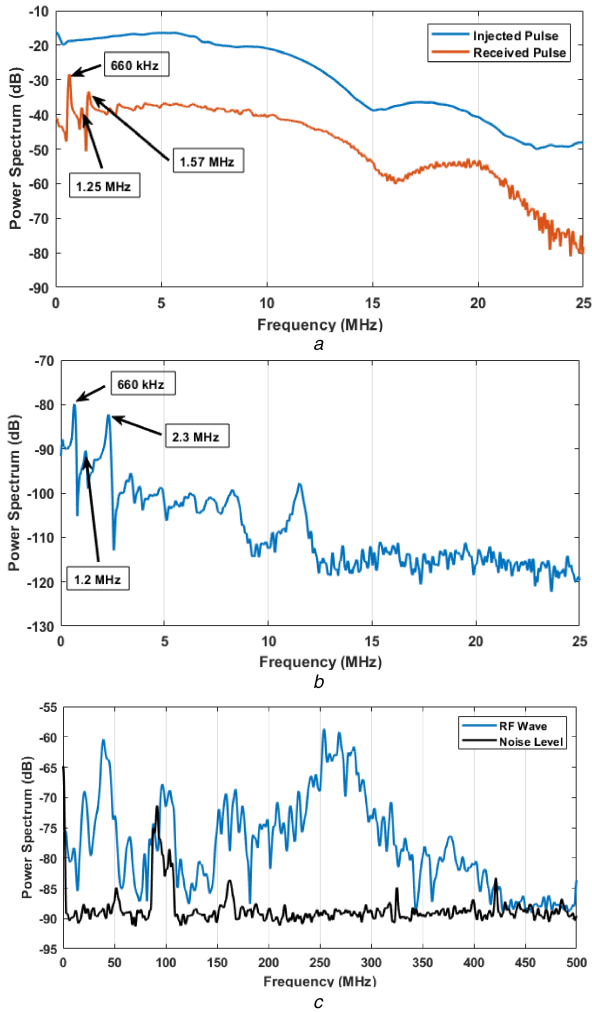 -10
-20
-30
-40
-50
-60
-70
-80
-90
Power Spectrum (dB)
Injected Pulse
Received Pulse
660 kHz
1.57 MHz
1.25 MHz
0 5 10 15 20 25
Frequency (MHz)
a
-70
-80
-90
-100
-110
-120
-130
Power Spectrum (dB)
660 kHz
2.3 MHz
1.2 MHz
0 5 10 15 20 25
Frequency (MHz)
b
-55
-60
-65
-70
-75
-80
-85
-90
-95
Power Spectrum (dB)
RF Wave
Noise Level
0 50 100 150 200 250 300 350 400 450 500
Frequency (MHz)
c